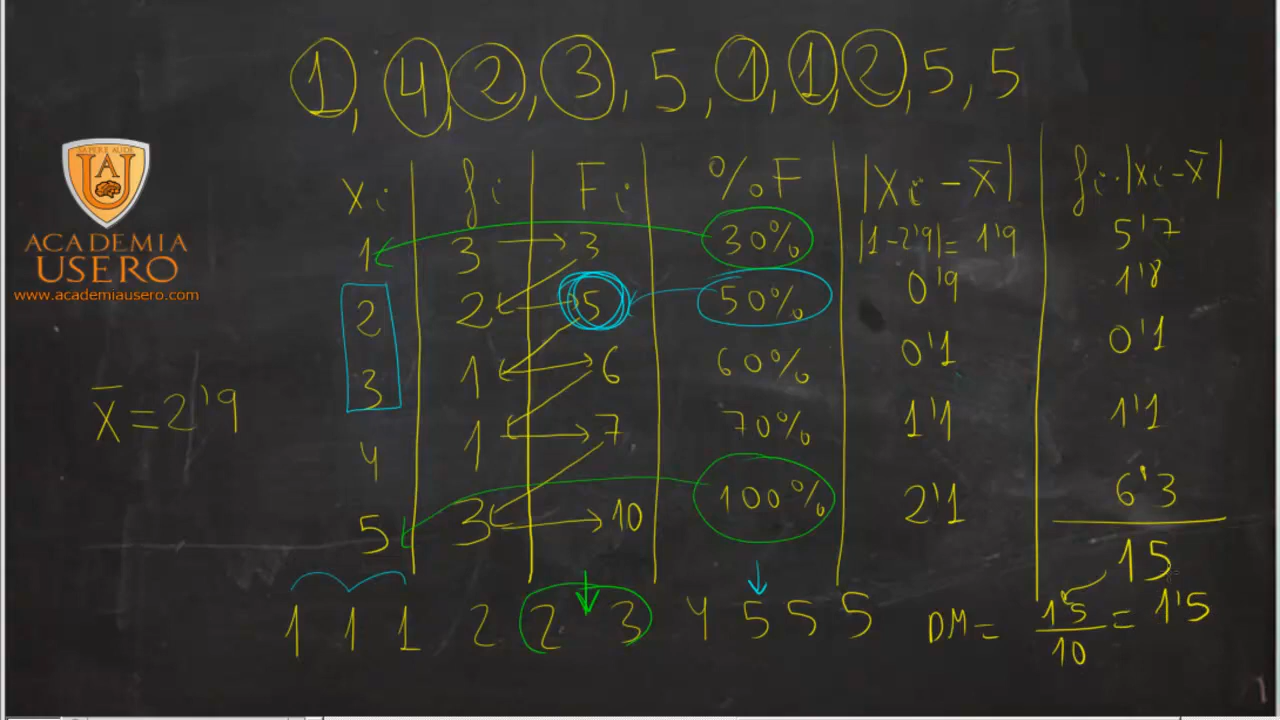 1, 4, 2, 3, 5, 1, 1, 2, 5, 5
SAPERE AUDE
AU
ACADEMIA
USERO
www.academiausero.com
xi fi Fi %F |Xi - X̅| fi·|xi-x̅|
1 3 3 30% |1-2'9|= 1'9 5'7
2 2 5 50% 0'9 1'8
3 1 6 60% 0'1 0'1
4 1 7 70% 1'1 1'1
5 3 10 100% 2'1 6'3
15
X̅=2'9
1 1 1 2 2 3 4 5 5 5
DM= 15/10 = 1'5